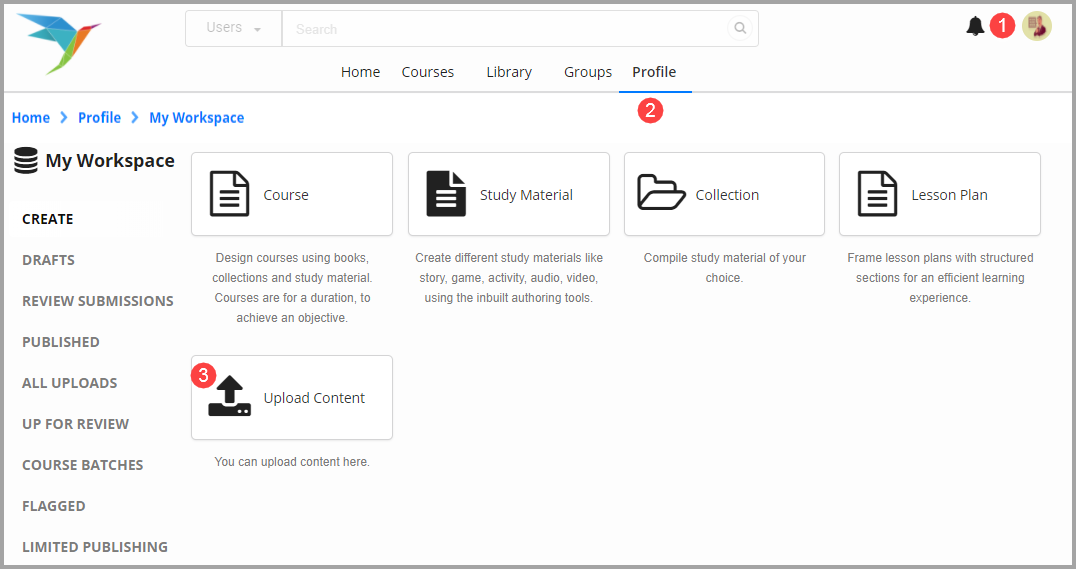 Users
Search
1
Home Courses Library Groups Profile
2
Home > Profile > My Workspace
My Workspace
CREATE
DRAFTS
REVIEW SUBMISSIONS
PUBLISHED
ALL UPLOADS
UP FOR REVIEW
COURSE BATCHES
FLAGGED
LIMITED PUBLISHING
Course
Design courses using books,
collections and study material.
Courses are for a duration, to
achieve an objective.
Study Material
Create different study materials like
story, game, activity, audio, video,
using the inbuilt authoring tools.
Collection
Compile study material of your
choice.
Lesson Plan
Frame lesson plans with structured
sections for an efficient learning
experience.
3
Upload Content
You can upload content here.